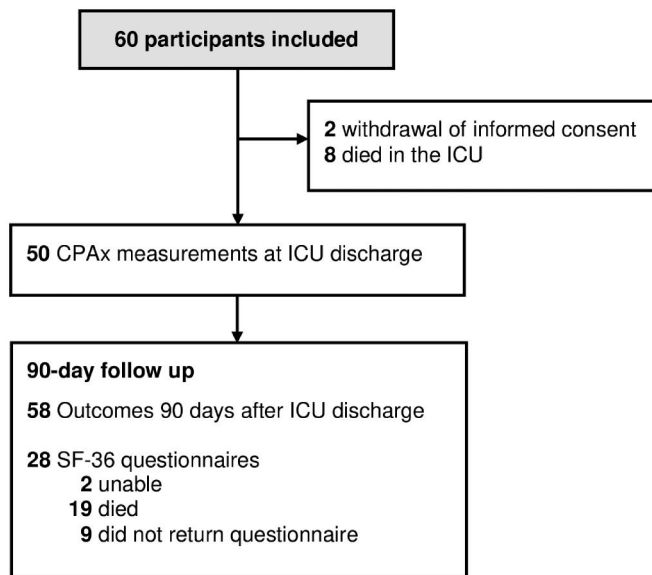 60 participants included
2 withdrawal of informed consent
8 died in the ICU
50 CPAx measurements at ICU discharge
90-day follow up
58 Outcomes 90 days after ICU discharge
28 SF-36 questionnaires
2 unable
19 died
9 did not return questionnaire